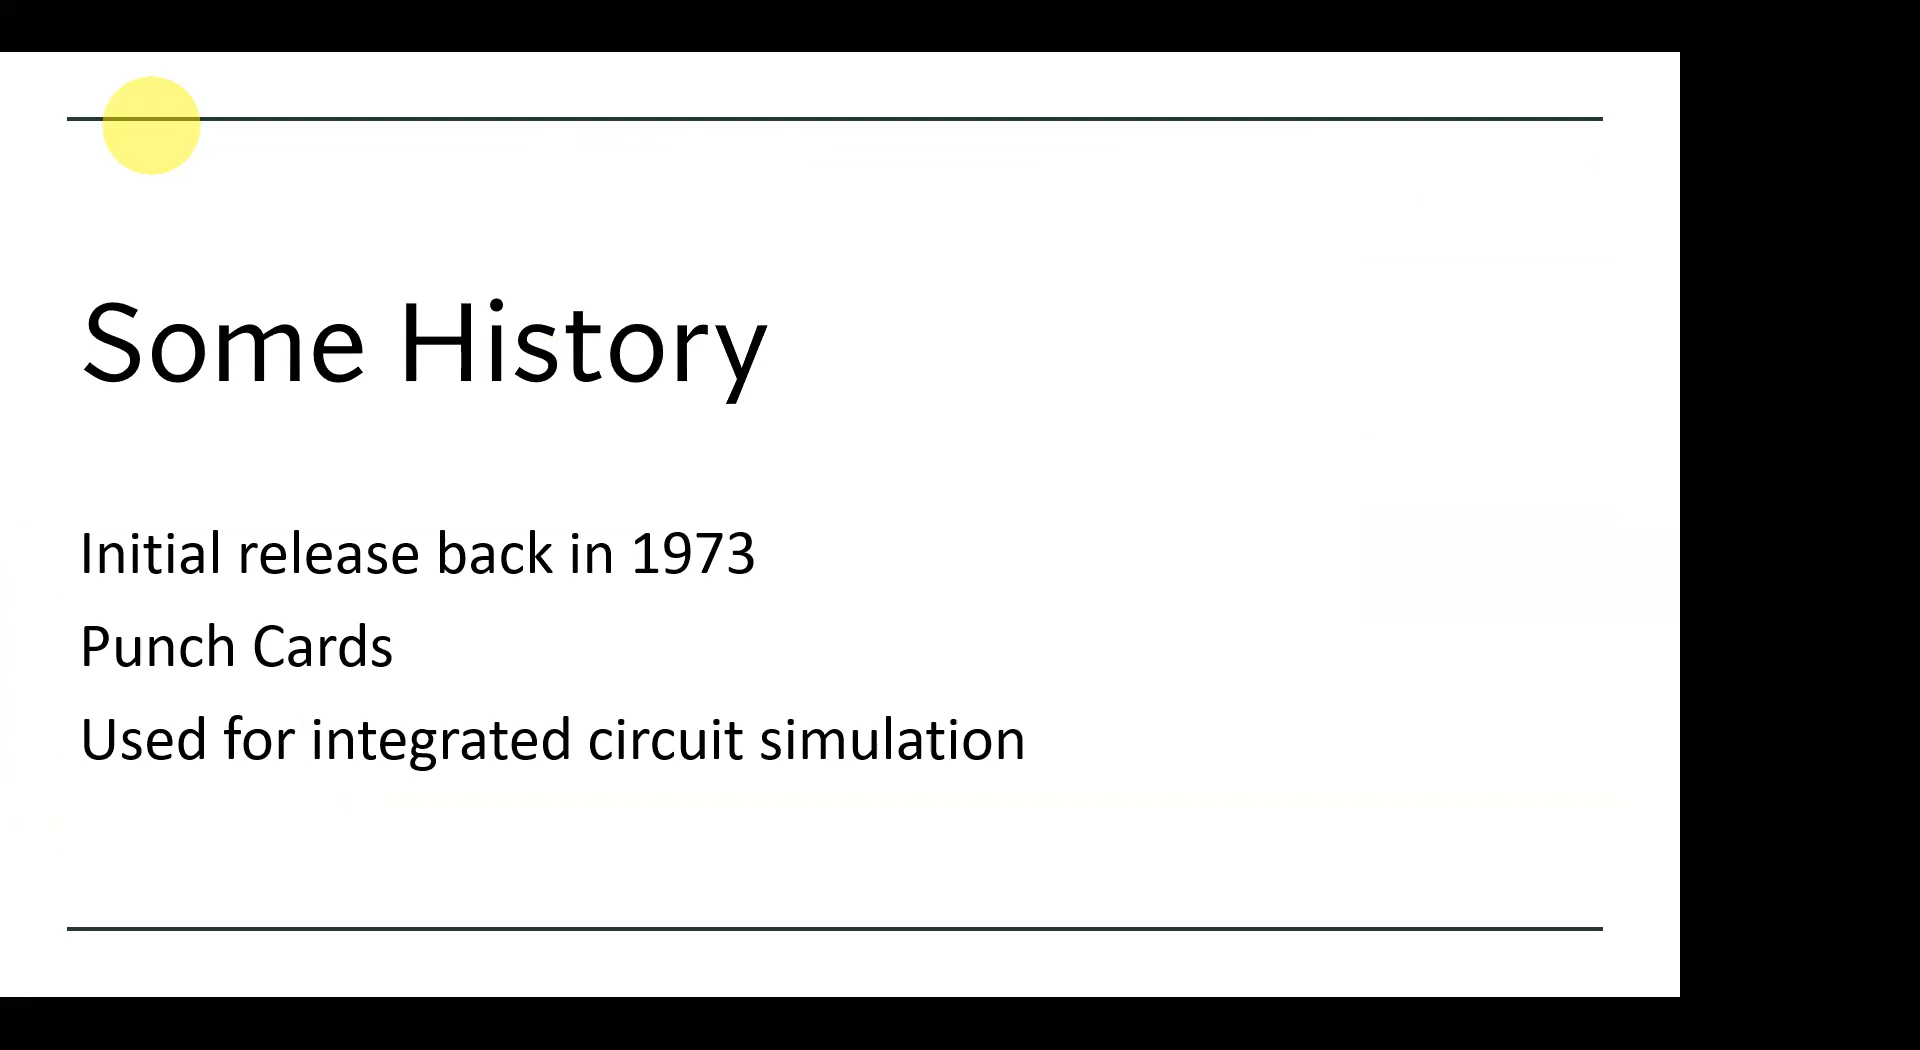 Some History
Initial release back in 1973
Punch Cards
Used for integrated circuit simulation